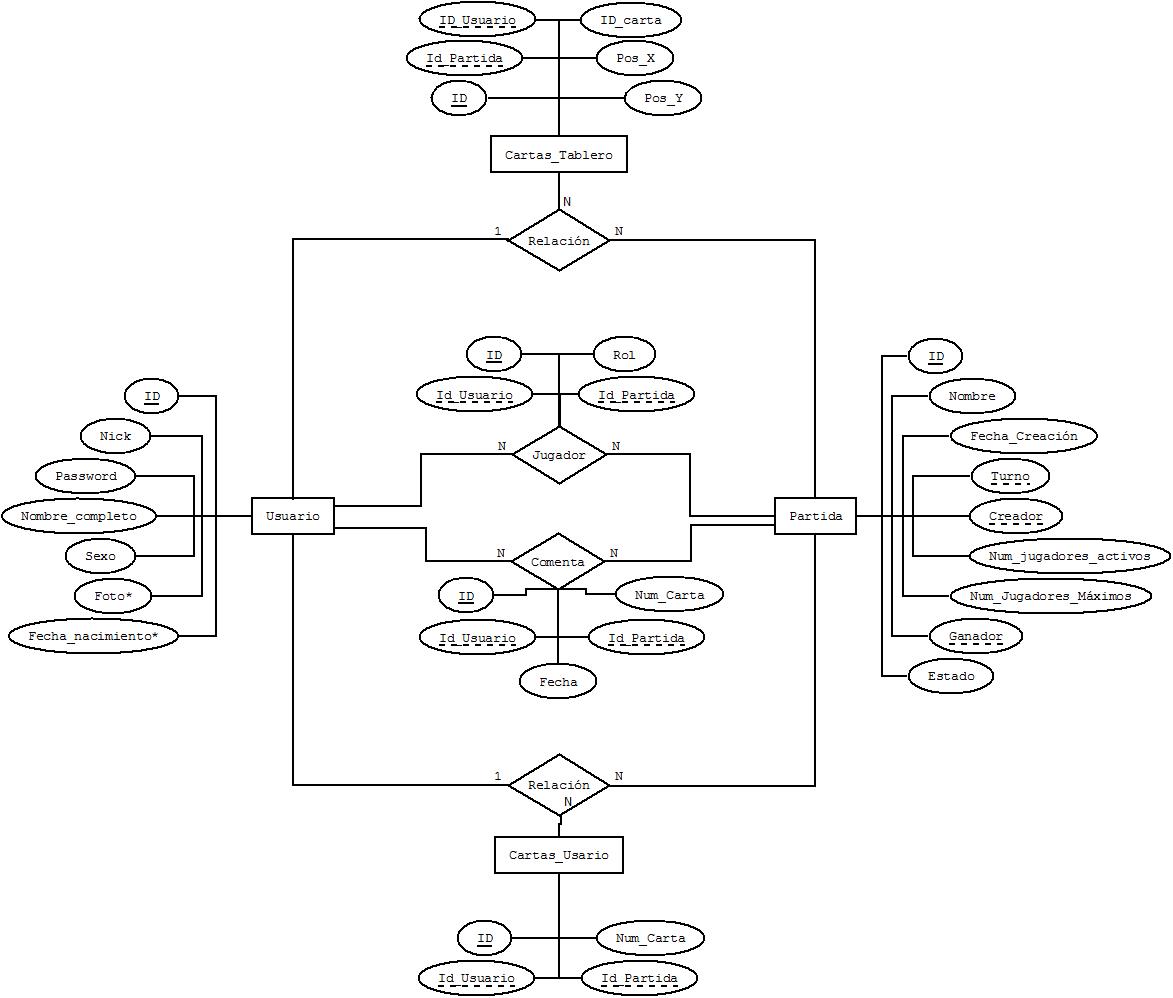 ID_Usuario
ID_carta
Id_Partida
Pos_X
ID
Pos_Y
Cartas_Tablero
N
1
Relación
N
ID
Rol
Id_Usuario
Id_Partida
N
Jugador
N
ID
Nick
Password
Nombre_completo
Sexo
Foto*
Fecha_nacimiento*
Usuario
Partida
ID
Nombre
Fecha_Creación
Turno
Creador
Num_jugadores_activos
Num_Jugadores_Máximos
Ganador
Estado
N
Comenta
N
ID
Num_Carta
Id_Usuario
Id_Partida
Fecha
1
Relación
N
N
Cartas_Usario
ID
Num_Carta
Id_Usuario
Id_Partida